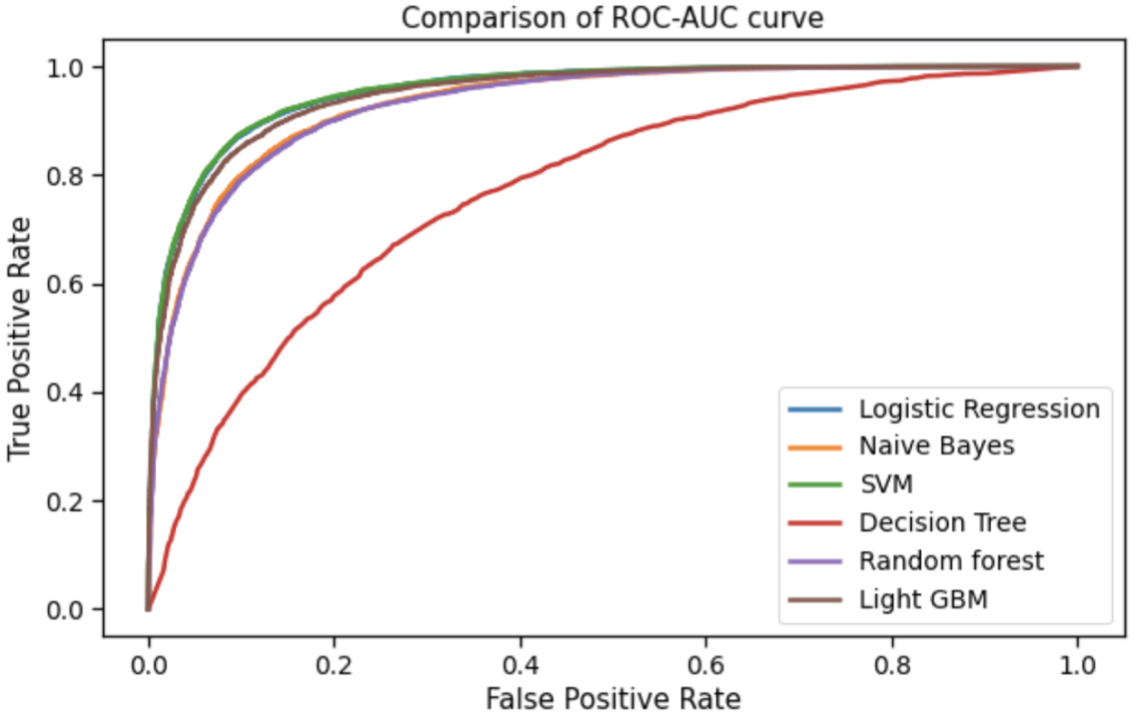 Comparison of ROC-AUC curve
True Positive Rate
1.0
0.8
0.6
0.4
0.2
0.0
Logistic Regression
Naive Bayes
SVM
Decision Tree
Random forest
Light GBM
0.0 0.2 0.4 0.6 0.8 1.0
False Positive Rate